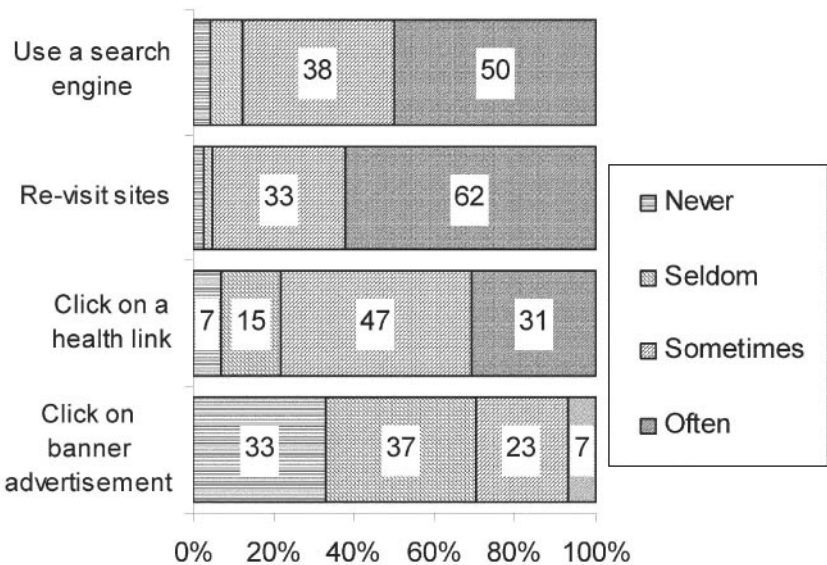 Use a search
engine
38 50
Re-visit sites
33 62
Click on a
health link
7 15 47 31
Click on
banner
advertisement
33 37 23 7
0% 20% 40% 60% 80% 100%
Never
Seldom
Sometimes
Often